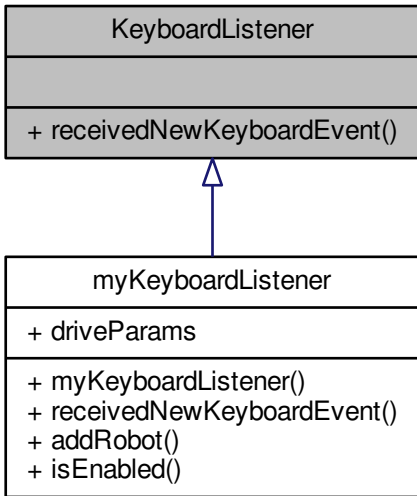 KeyboardListener
+ receivedNewKeyboardEvent()
myKeyboardListener
+ driveParams
+ myKeyboardListener()
+ receivedNewKeyboardEvent()
+ addRobot()
+ isEnabled()